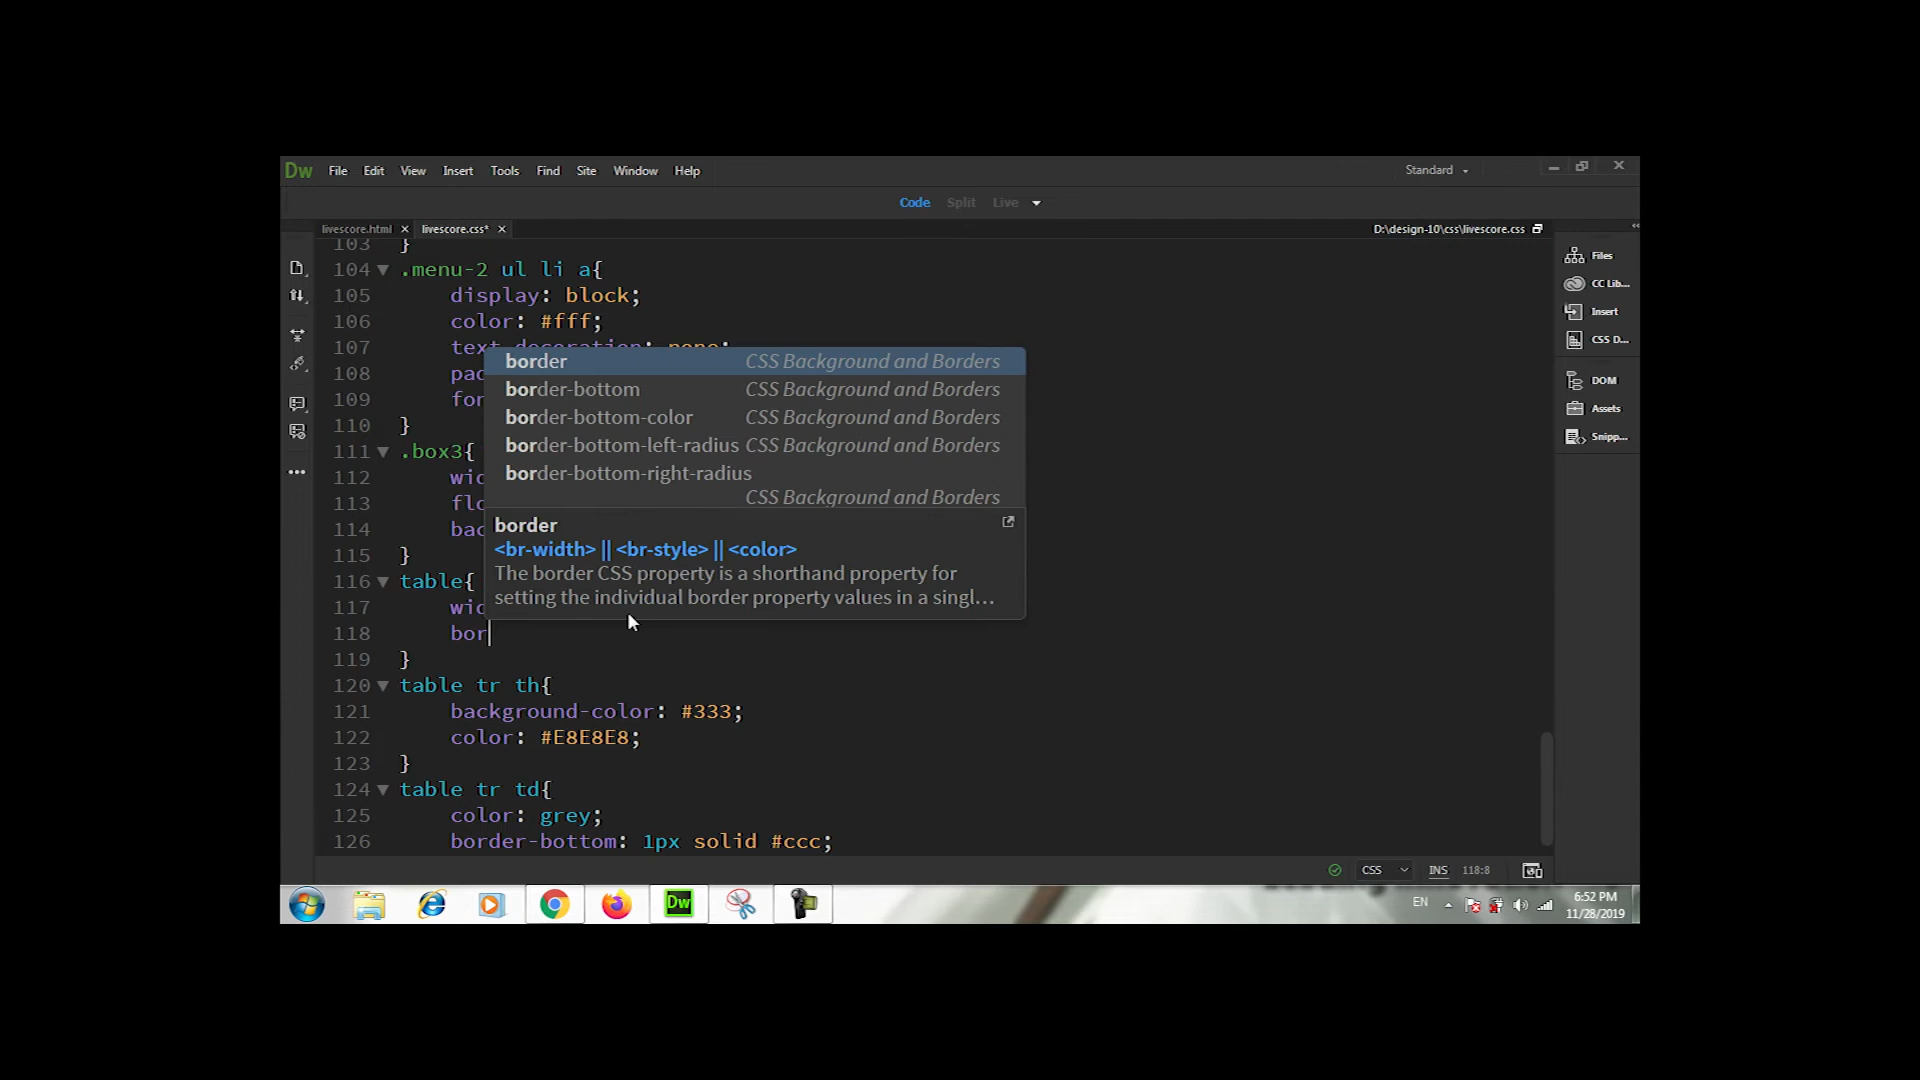 Dw File Edit View Insert Tools Find Site Window Help Standard
Code Split Live
livescore.html livescore.css* D:\design-10\css\livescore.css
103 }
104 .menu-2 ul li a{
105 display: block;
106 color: #fff;
107
108 pad
109 for
110 }
111 .box3{
112 wid
113 flo
114 bac
115 }
116 table{
117 wid
118 bor
119 }
120 table tr th{
121 background-color: #333;
122 color: #E8E8E8;
123 }
124 table tr td{
125 color: grey;
126 border-bottom: 1px solid #ccc;
border CSS Background and Borders
border-bottom CSS Background and Borders
border-bottom-color CSS Background and Borders
border-bottom-left-radius CSS Background and Borders
border-bottom-right-radius
CSS Background and Borders
border
<br-width> || <br-style> || <color>
The border CSS property is a shorthand property for
setting the individual border property values in a singl...
Files
CC Lib...
Insert
CSS D...
DOM
Assets
Snipp...
CSS INS 118:8
Dw
EN
6:52 PM
11/28/2019